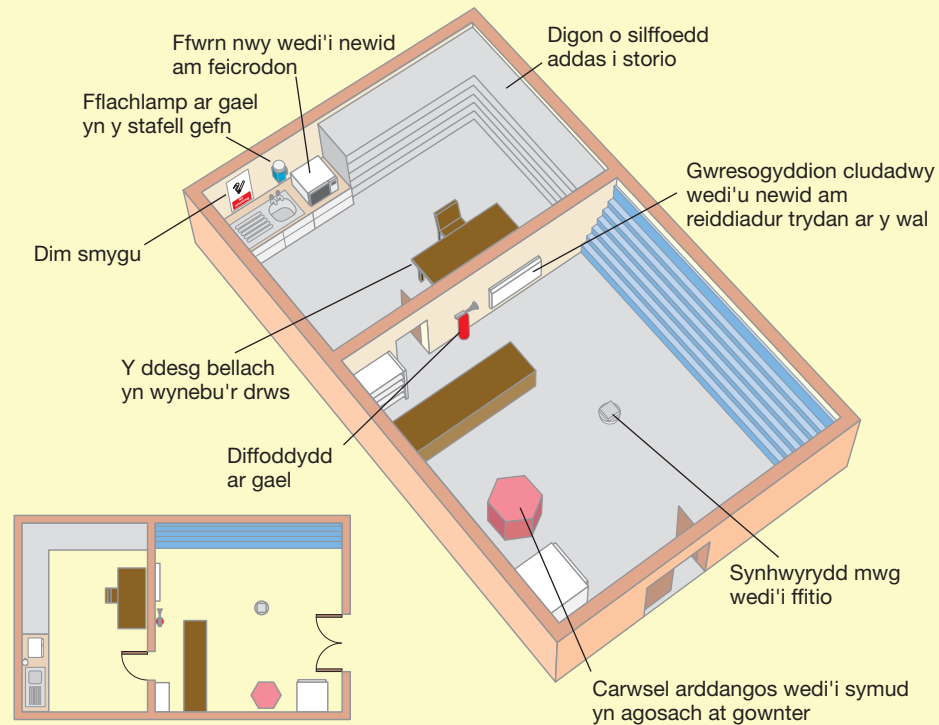 Ffwrn nwy wedi'i newid
am feicrodon
Digon o silffoedd
addas i storio
Fflachlamp ar gael
yn y stafell gefn
Gwresogyddion cludadwy
wedi'u newid am
reiddiadur trydan ar y wal
Dim smygu
Y ddesg bellach
yn wynebu'r drws
Diffoddydd
ar gael
Synhwyrydd mwg
wedi'i ffitio
Carwsel arddangos wedi'i symud
yn agosach at gownter